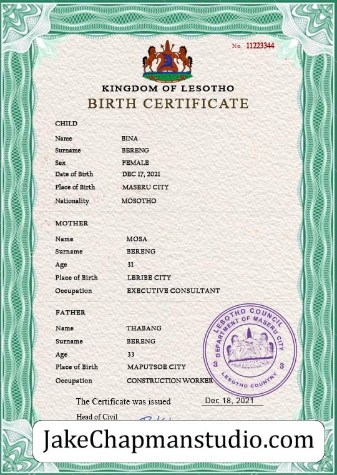 No. 11223344
KINGDOM OF LESOTHO
BIRTH CERTIFICATE
CHILD
Name BINA
Surname BERENG
Sex FEMALE
Date of Birth DEC 17, 2021
Place of Birth MASERU CITY
Nationality MOSOTHO
MOTHER
Name MOSA
Surname BERENG
Age 31
Place of Birth LERIBE CITY
Occupation EXECUTIVE CONSULTANT
FATHER
Name THABANG
Surname BERENG
Age 33
Place of Birth MAPUTSOE CITY
Occupation CONSTRUCTION WORKER
LESOTHO COUNCIL
DEPARTMENT OF MASERU CITY
LESOTHO COUNTRY
The Certificate was issued Dec 18, 2021
Head of Civil
JakeChapmanstudio.com